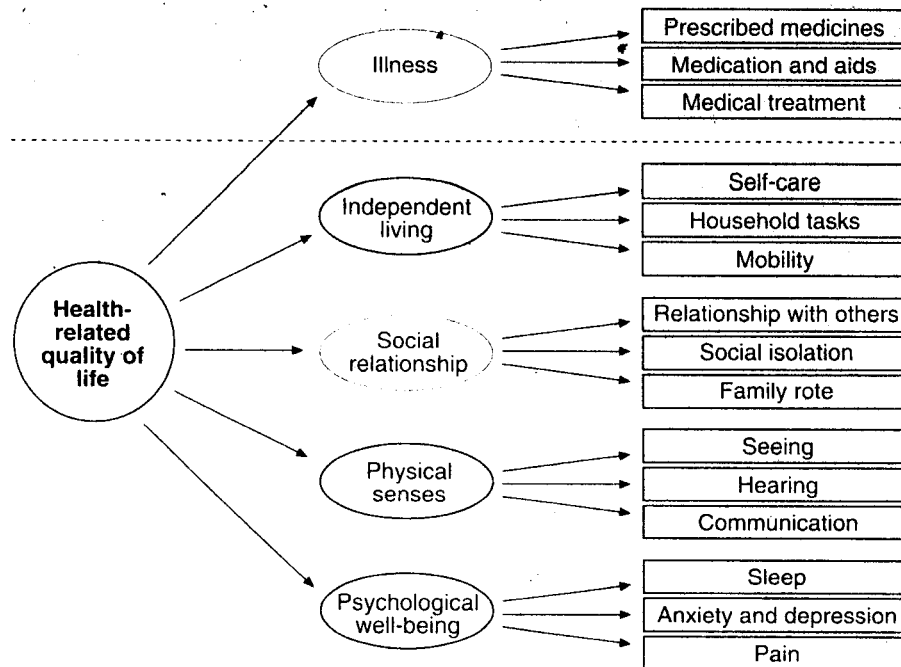 Prescribed medicines
Illness
Medication and aids
Medical treatment
Self-care
Independent
living
Household tasks
Mobility
Health-
related
quality of
life
Relationship with others
Social
relationship
Social isolation
Family rote
Seeing
Physical
senses
Hearing
Communication
Sleep
Psychological
well-being
Anxiety and depression
Pain